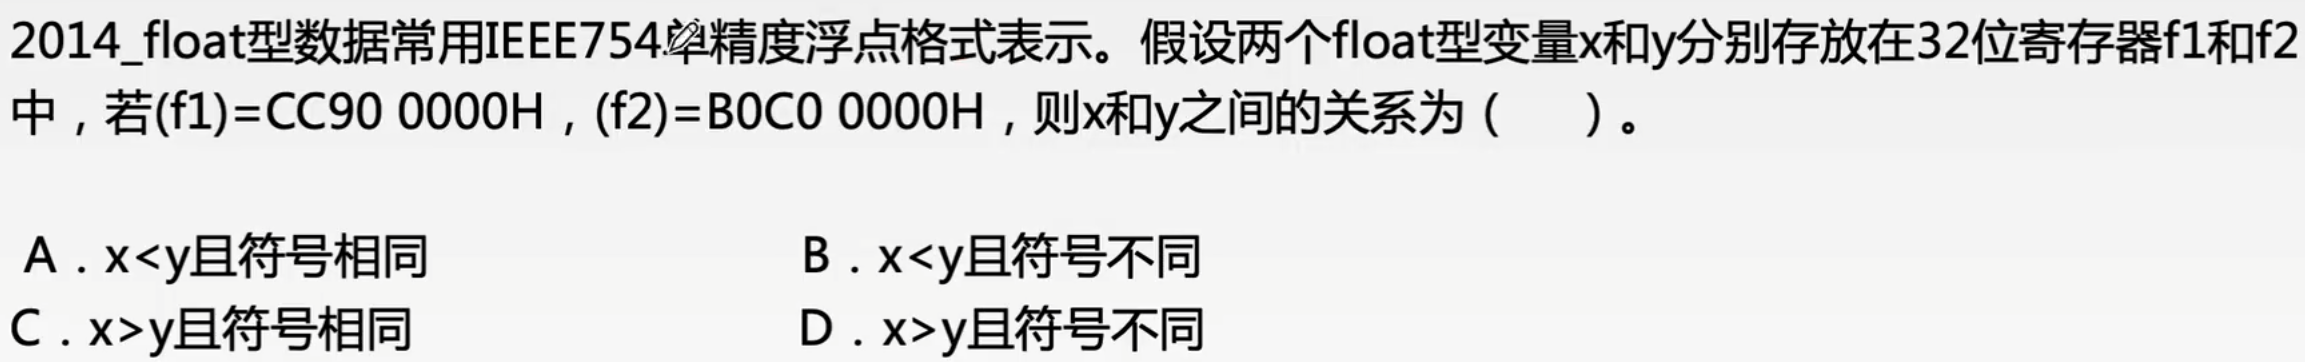 2014_float型数据常用IEEE754单精度浮点格式表示。假设两个float型变量x和y分别存放在32位寄存器f1和f2
中，若(f1)=CC90 0000H，(f2)=B0C0 0000H，则x和y之间的关系为（ ）。
A．x<y且符号相同 B．x<y且符号不同
C．x>y且符号相同 D．x>y且符号不同